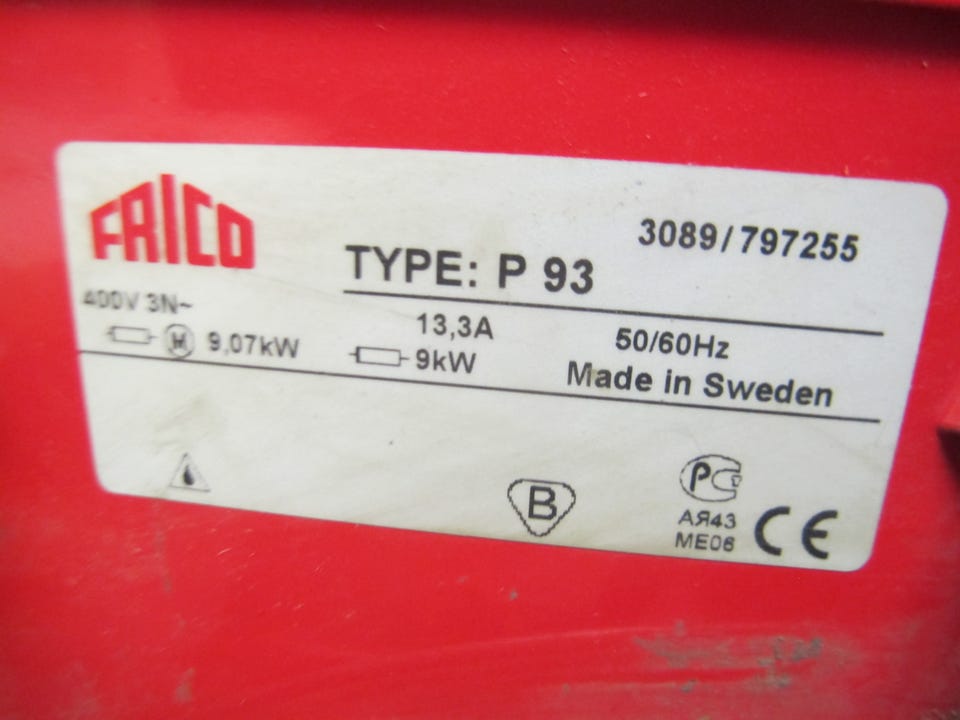 FRICO
TYPE: P 93
3089/797255
400V 3N~
9,07kW
13,3A
9kW
50/60Hz
Made in Sweden
B
PC
АЯ43
ME06
CE